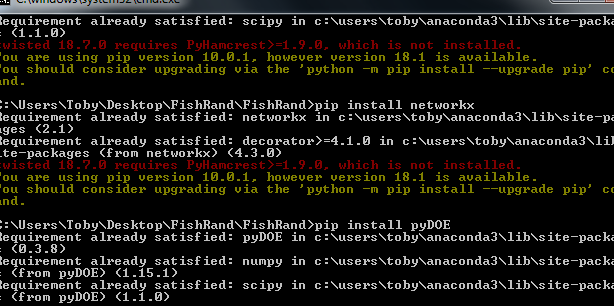 C:\windows\system32\cmd.exe
Requirement already satisfied: scipy in c:\users\toby\anaconda3\lib\site-packa
(1.1.0)
wisted 18.7.0 requires PyHamcrest>=1.9.0, which is not installed.
You are using pip version 10.0.1, however version 18.1 is available.
You should consider upgrading via the 'python -m pip install --upgrade pip' co
and.
C:\Users\Toby\Desktop\FishRand\FishRand>pip install networkx
Requirement already satisfied: networkx in c:\users\toby\anaconda3\lib\site-pa
ages (2.1)
Requirement already satisfied: decorator>=4.1.0 in c:\users\toby\anaconda3\li
ite-packages (from networkx) (4.3.0)
wisted 18.7.0 requires PyHamcrest>=1.9.0, which is not installed.
You are using pip version 10.0.1, however version 18.1 is available.
You should consider upgrading via the 'python -m pip install --upgrade pip' co
and.
C:\Users\Toby\Desktop\FishRand\FishRand>pip install pyDOE
Requirement already satisfied: pyDOE in c:\users\toby\anaconda3\lib\site-packa
(0.3.8)
Requirement already satisfied: numpy in c:\users\toby\anaconda3\lib\site-packa
(from pyDOE) (1.15.1)
Requirement already satisfied: scipy in c:\users\toby\anaconda3\lib\site-packa
(from pyDOE) (1.1.0)